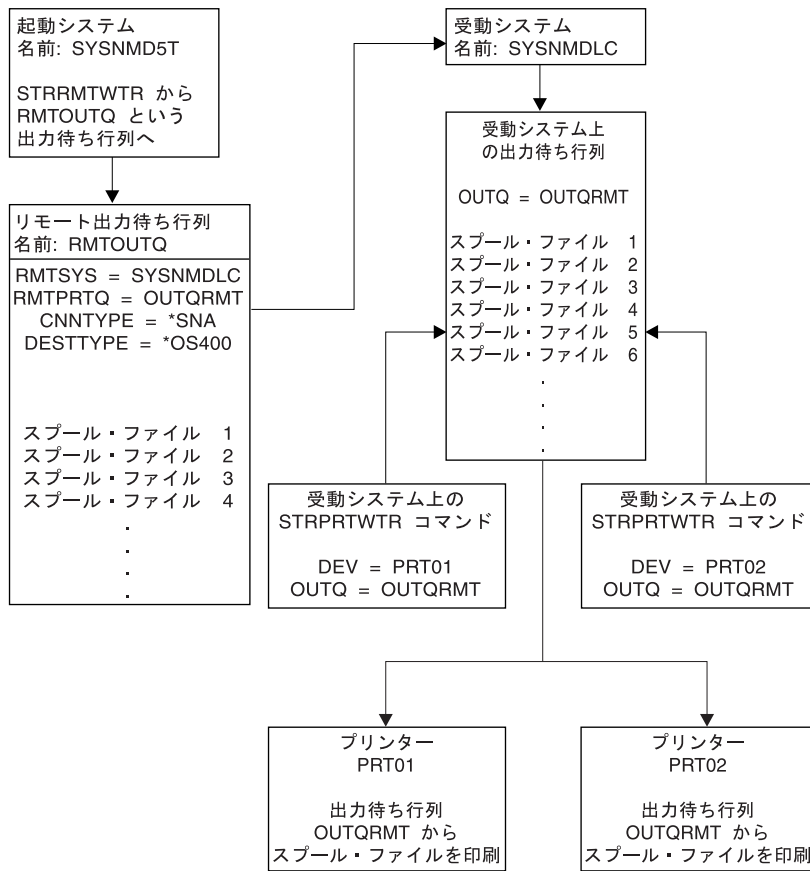 起動システム
名前: SYSNMD5T
STRRMTWTR から
RMTOUTQ という
出力待ち行列へ
リモート出力待ち行列
名前: RMTOUTQ
RMTSYS = SYSNMDLC
RMTPRTQ = OUTQRMT
CNNTYPE = *SNA
DESTTYPE = *OS400
スプール・ファイル 1
スプール・ファイル 2
スプール・ファイル 3
スプール・ファイル 4
.
.
.
.
受動システム
名前: SYSNMDLC
受動システム上
の出力待ち行列
OUTQ = OUTQRMT
スプール・ファイル 1
スプール・ファイル 2
スプール・ファイル 3
スプール・ファイル 4
スプール・ファイル 5
スプール・ファイル 6
.
.
.
.
受動システム上の
STRPRTWTR コマンド
DEV = PRT01
OUTQ = OUTQRMT
受動システム上の
STRPRTWTR コマンド
DEV = PRT02
OUTQ = OUTQRMT
プリンター
PRT01
出力待ち行列
OUTQRMT から
スプール・ファイルを印刷
プリンター
PRT02
出力待ち行列
OUTQRMT から
スプール・ファイルを印刷